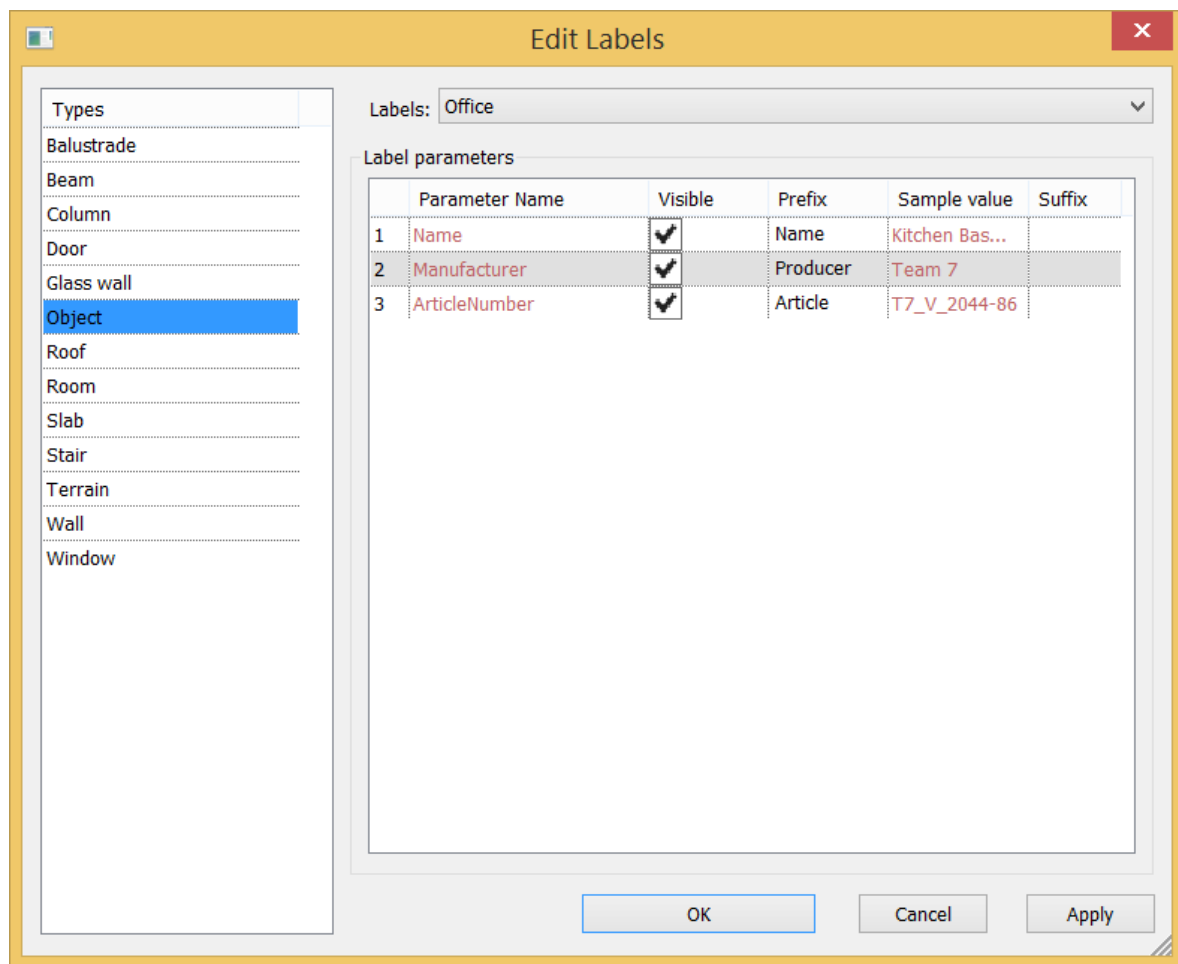 Edit Labels
Types
Balustrade
Beam
Column
Door
Glass wall
Object
Roof
Room
Slab
Stair
Terrain
Wall
Window
Labels: Office
Label parameters
Parameter Name Visible Prefix Sample value Suffix
1 Name Name Kitchen Bas...
2 Manufacturer Producer Team 7
3 ArticleNumber Article T7_V_2044-86
OK Cancel Apply